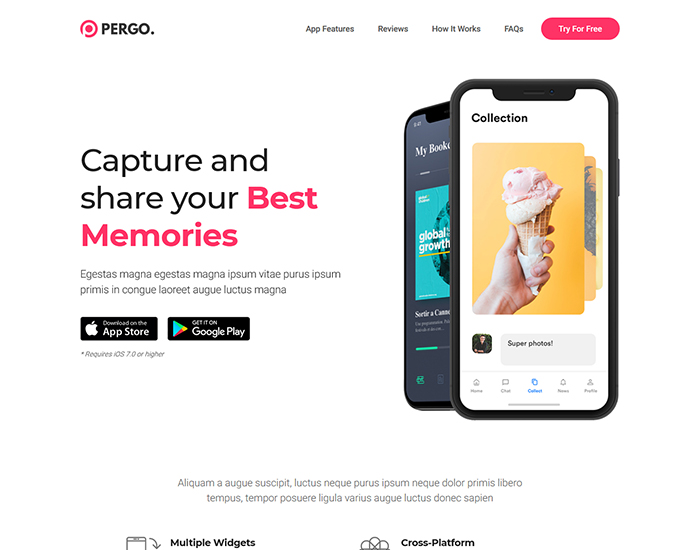 PERGO.
App Features
Reviews
How It Works
FAQs
Try For Free
Capture and
share your Best
Memories
Egestas magna egestas magna ipsum vitae purus ipsum
primis in congue laoreet augue luctus magna
Download on the
App Store
GET IT ON
Google Play
* Requires iOS 7.0 or higher
My Book
global
growth
Sortir a Cann
Collection
Super photos!
Home
Chat
Collect
News
Profile
Aliquam a augue suscipit, luctus neque purus ipsum neque dolor primis libero
tempus, tempor posuere ligula varius augue luctus donec sapien
Multiple Widgets
Cross-Platform